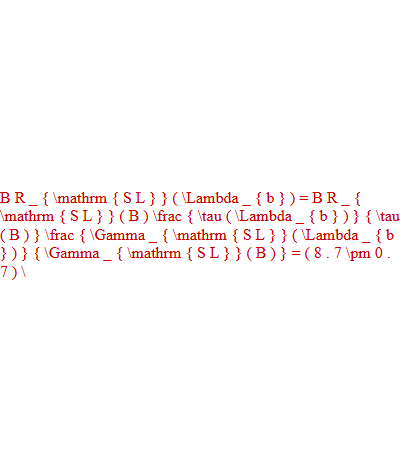 B R _ { \mathrm { S L } } ( \Lambda _ { b } ) = B R _ {
\mathrm { S L } } ( B ) \frac { \tau ( \Lambda _ { b } ) } { \tau
( B ) } \frac { \Gamma _ { \mathrm { S L } } ( \Lambda _ { b
} ) } { \Gamma _ { \mathrm { S L } } ( B ) } = ( 8 . 7 \pm 0 .
7 ) \